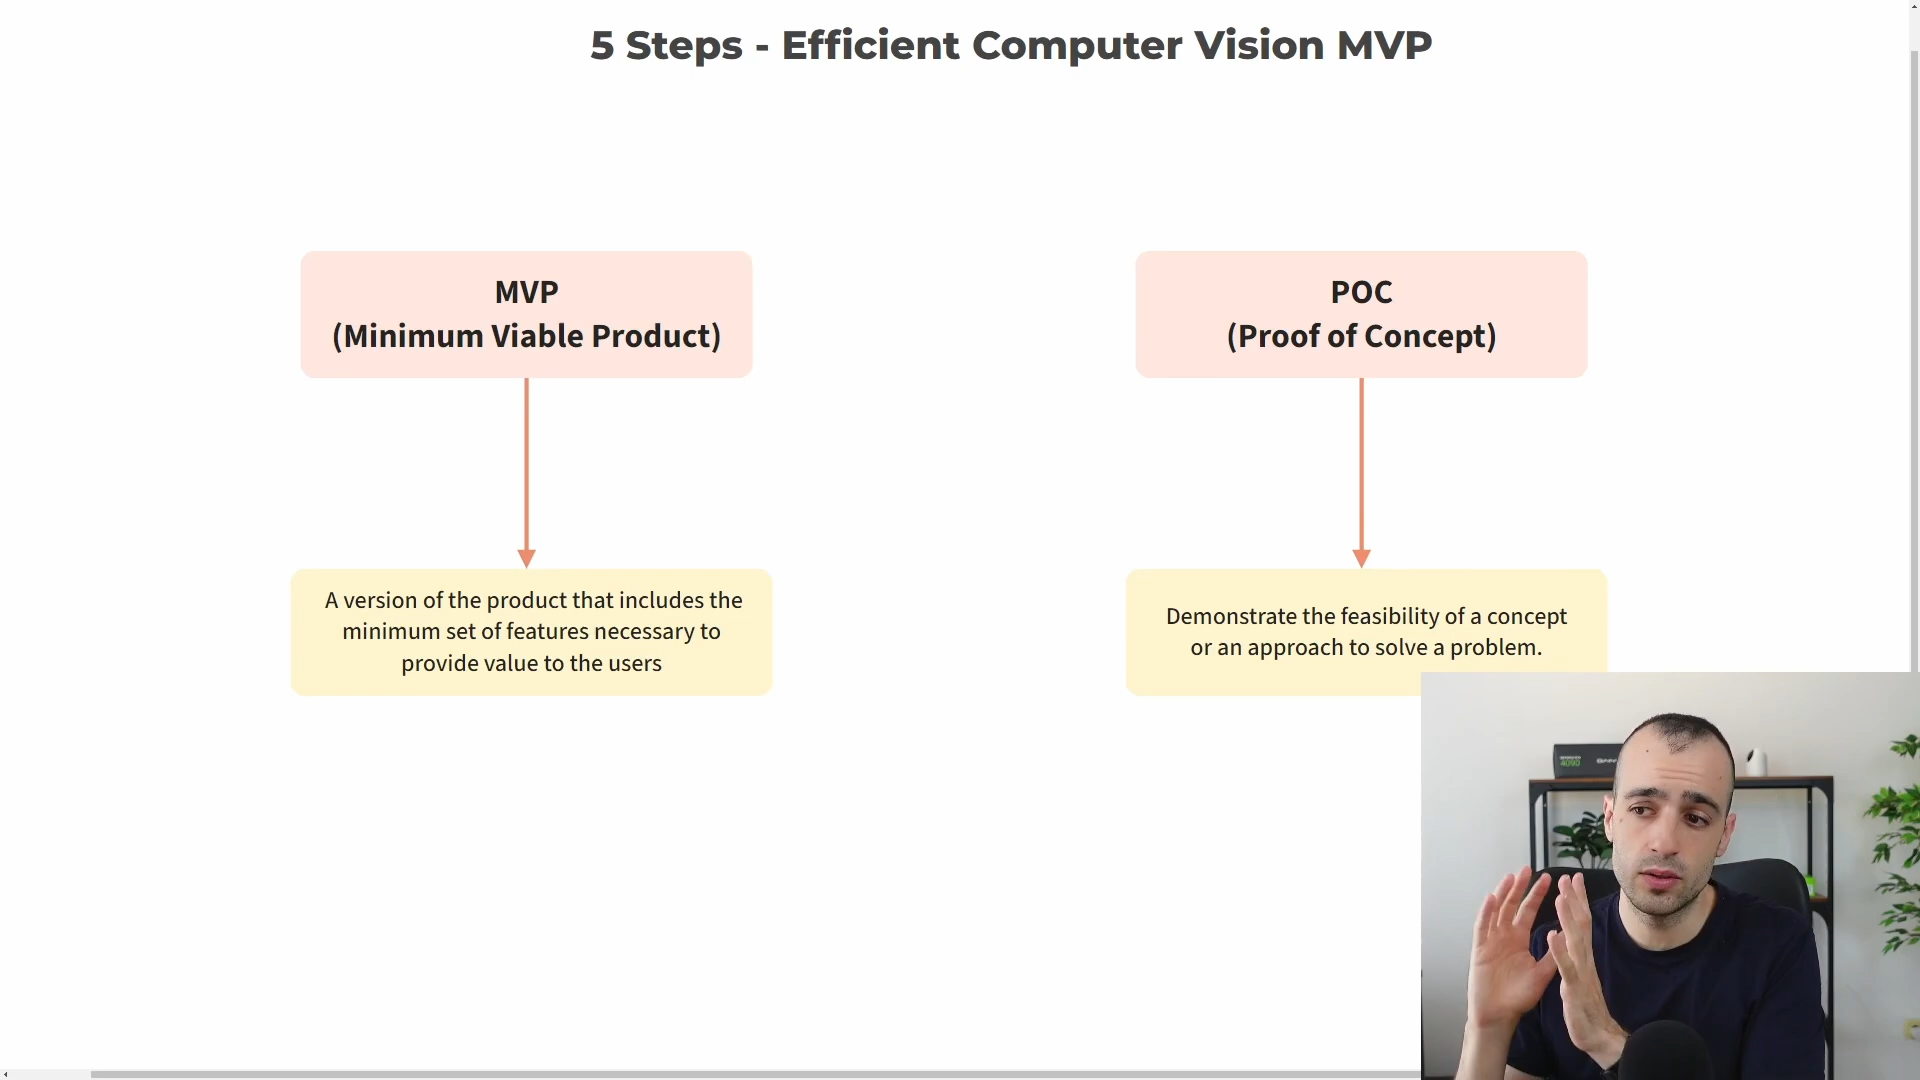 5 Steps - Efficient Computer Vision MVP
MVP
(Minimum Viable Product)
POC
(Proof of Concept)
A version of the product that includes the
minimum set of features necessary to
provide value to the users
Demonstrate the feasibility of a concept
or an approach to solve a problem.
4090